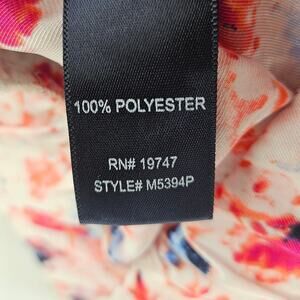 100% POLYESTER
RN# 19747
STYLE# M5394P